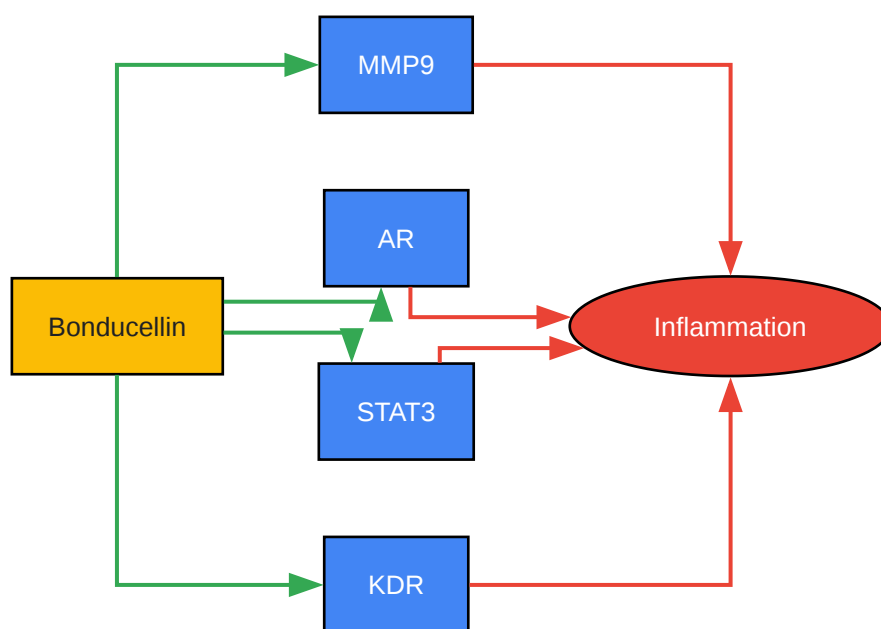 MMP9
AR
Bonducellin
Inflammation
STAT3
KDR